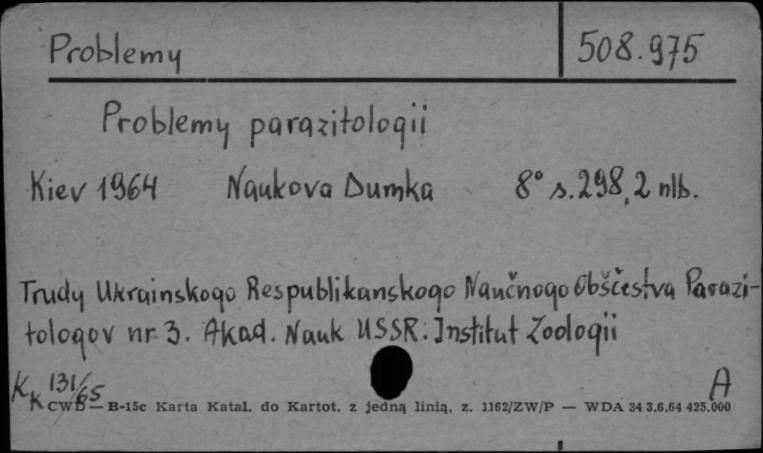 Problemy 508.975
Problemy parazitologii
Kiev 1964 Naukova Dumka 8° s.298,2 nlb.
Trudy Ukrainskogo Respublikanskogo Naučnogo Obščestva Parazi-
tologov nr 3. Akad. Nauk USSR. Institut Zoologii
KK 131/65 A
CWD — B-15c Karta Katal. do Kartot. z jedną linią, z. 1162/ZW/P — WDA 34 3.6.64 425.000